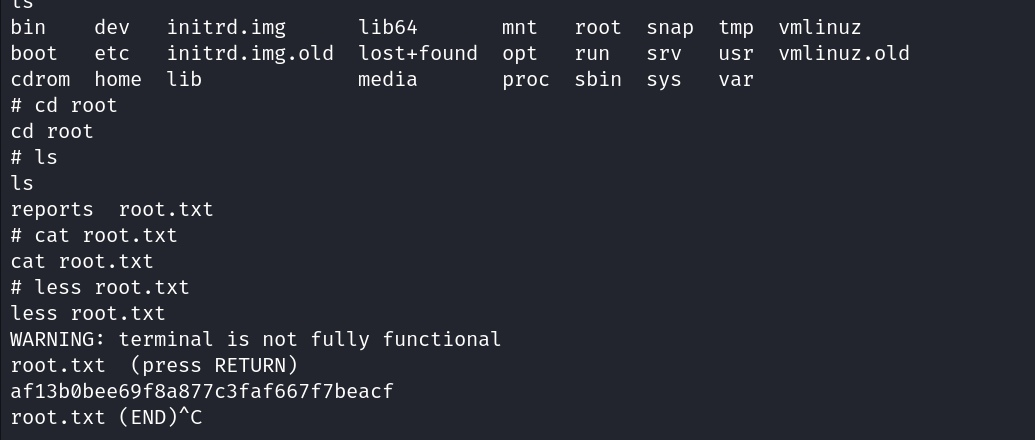 ls
bin    dev   initrd.img      lib64       mnt   root  snap  tmp  vmlinuz
boot   etc   initrd.img.old  lost+found  opt   run   srv   usr  vmlinuz.old
cdrom  home  lib             media       proc  sbin  sys   var
# cd root
cd root
# ls
ls
reports  root.txt
# cat root.txt
cat root.txt
# less root.txt
less root.txt
WARNING: terminal is not fully functional
root.txt  (press RETURN)
af13b0bee69f8a877c3faf667f7beacf
root.txt (END)^C